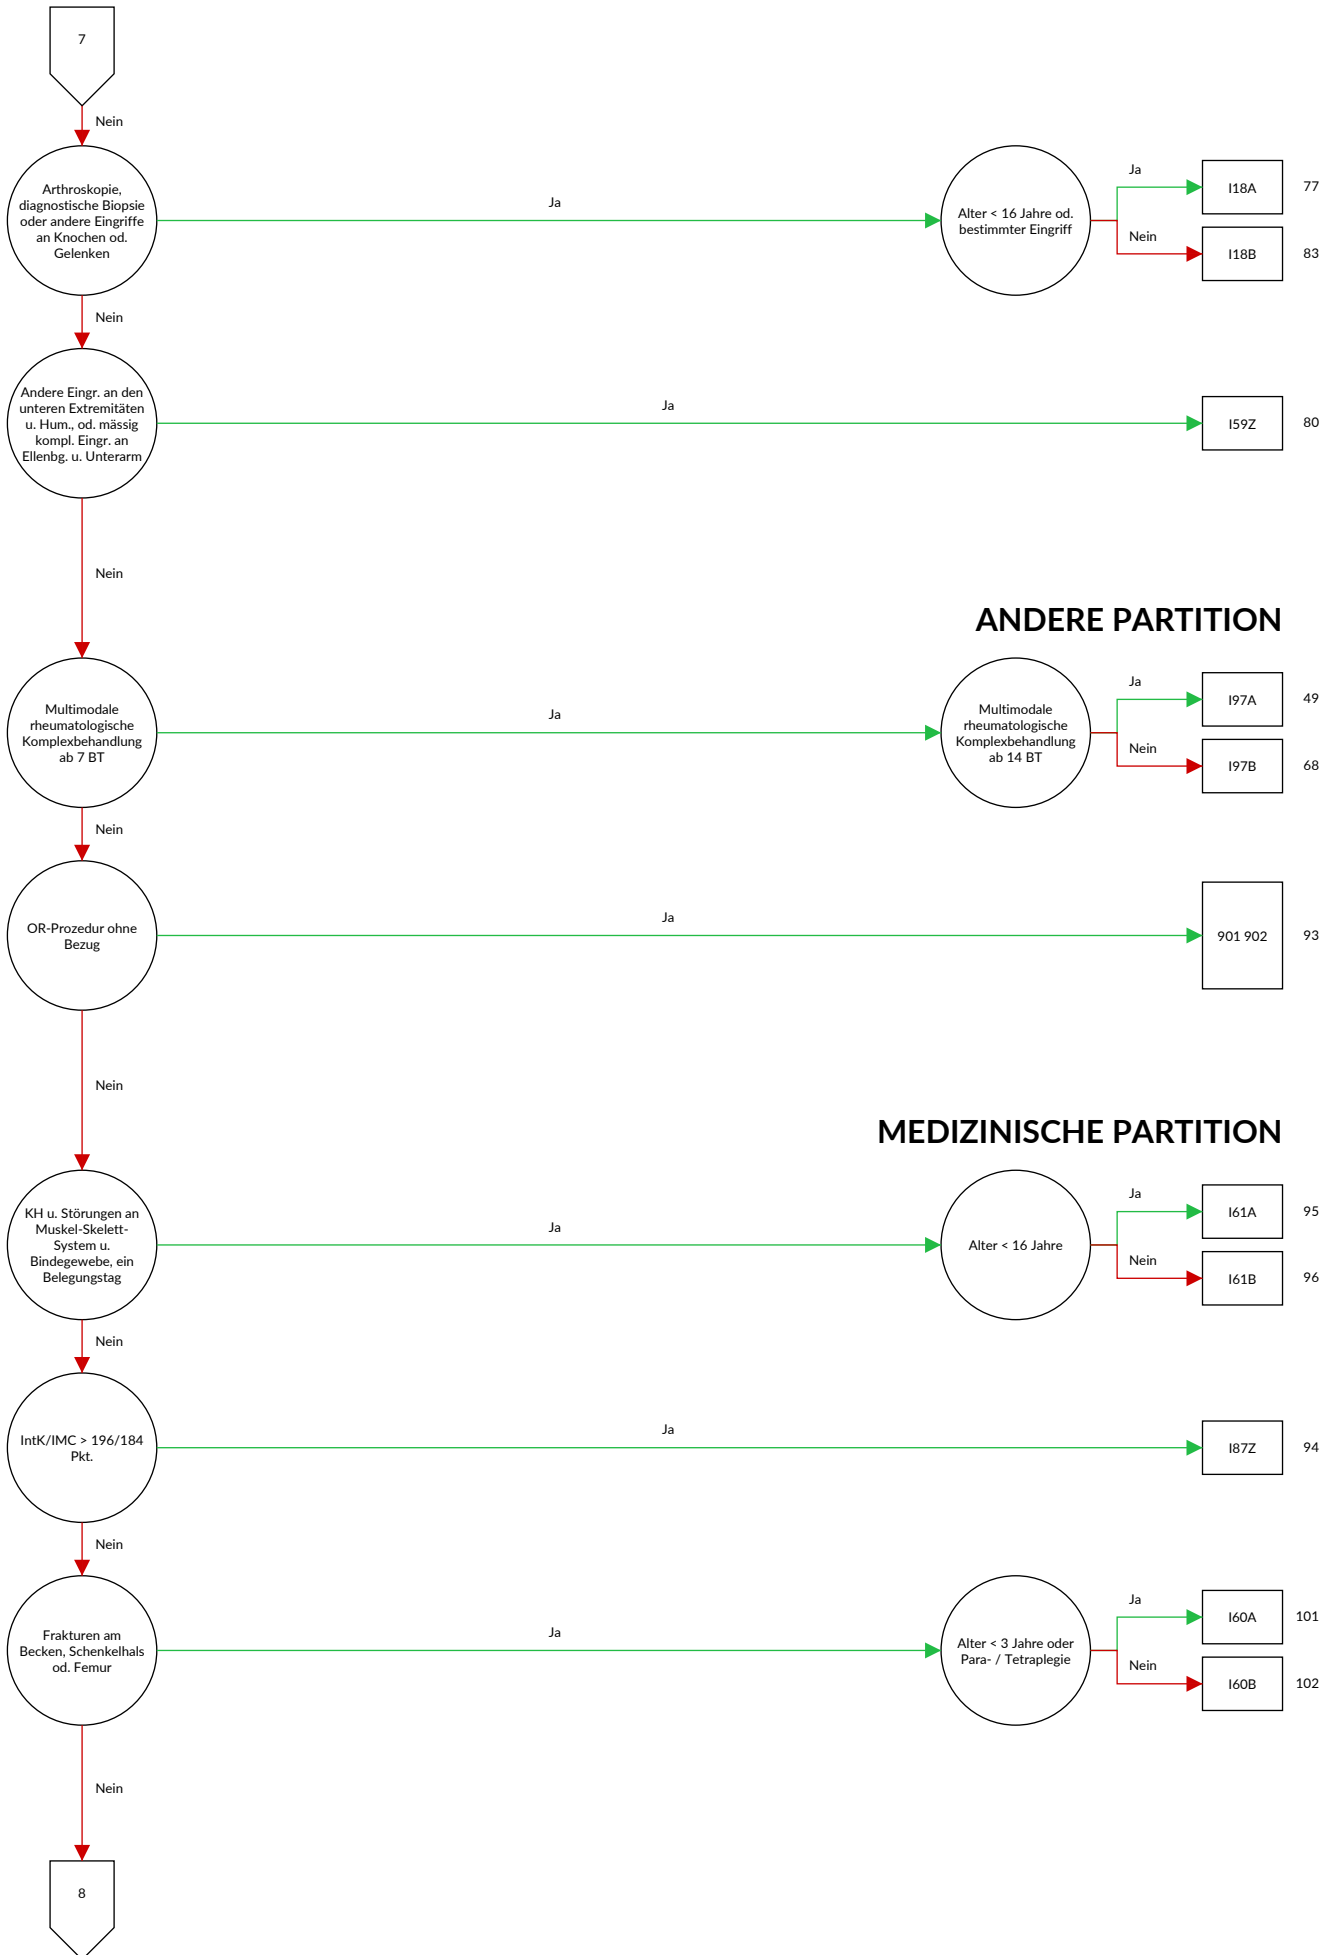 7
Nein
Arthroskopie,
diagnostische Biopsie
oder andere Eingriffe
an Knochen od.
Gelenken
Ja
Alter < 16 Jahre od.
bestimmter Eingriff
Ja
I18A
77
Nein
I18B
83
Nein
Andere Eingr. an den
unteren Extremitäten
u. Hum., od. mässig
kompl. Eingr. an
Ellenbg. u. Unterarm
Ja
I59Z
80
Nein
ANDERE PARTITION
Multimodale
rheumatologische
Komplexbehandlung
ab 7 BT
Ja
Multimodale
rheumatologische
Komplexbehandlung
ab 14 BT
Ja
I97A
49
Nein
I97B
68
Nein
OR-Prozedur ohne
Bezug
Ja
901 902
93
Nein
MEDIZINISCHE PARTITION
KH u. Störungen an
Muskel-Skelett-
System u.
Bindegewebe, ein
Belegungstag
Ja
Alter < 16 Jahre
Ja
I61A
95
Nein
I61B
96
Nein
IntK/IMC > 196/184
Pkt.
Ja
I87Z
94
Nein
Frakturen am
Becken, Schenkelhals
od. Femur
Ja
Alter < 3 Jahre oder
Para- / Tetraplegie
Ja
I60A
101
Nein
I60B
102
Nein
8